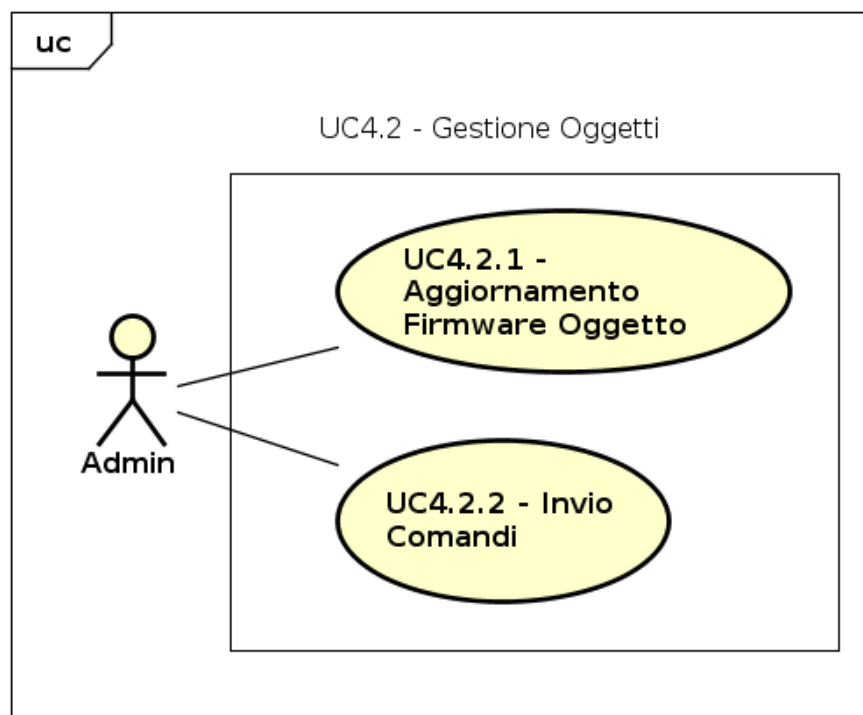 uc
UC4.2 - Gestione Oggetti
UC4.2.1 -
Aggiornamento
Firmware Oggetto
Admin
UC4.2.2 - Invio
Comandi